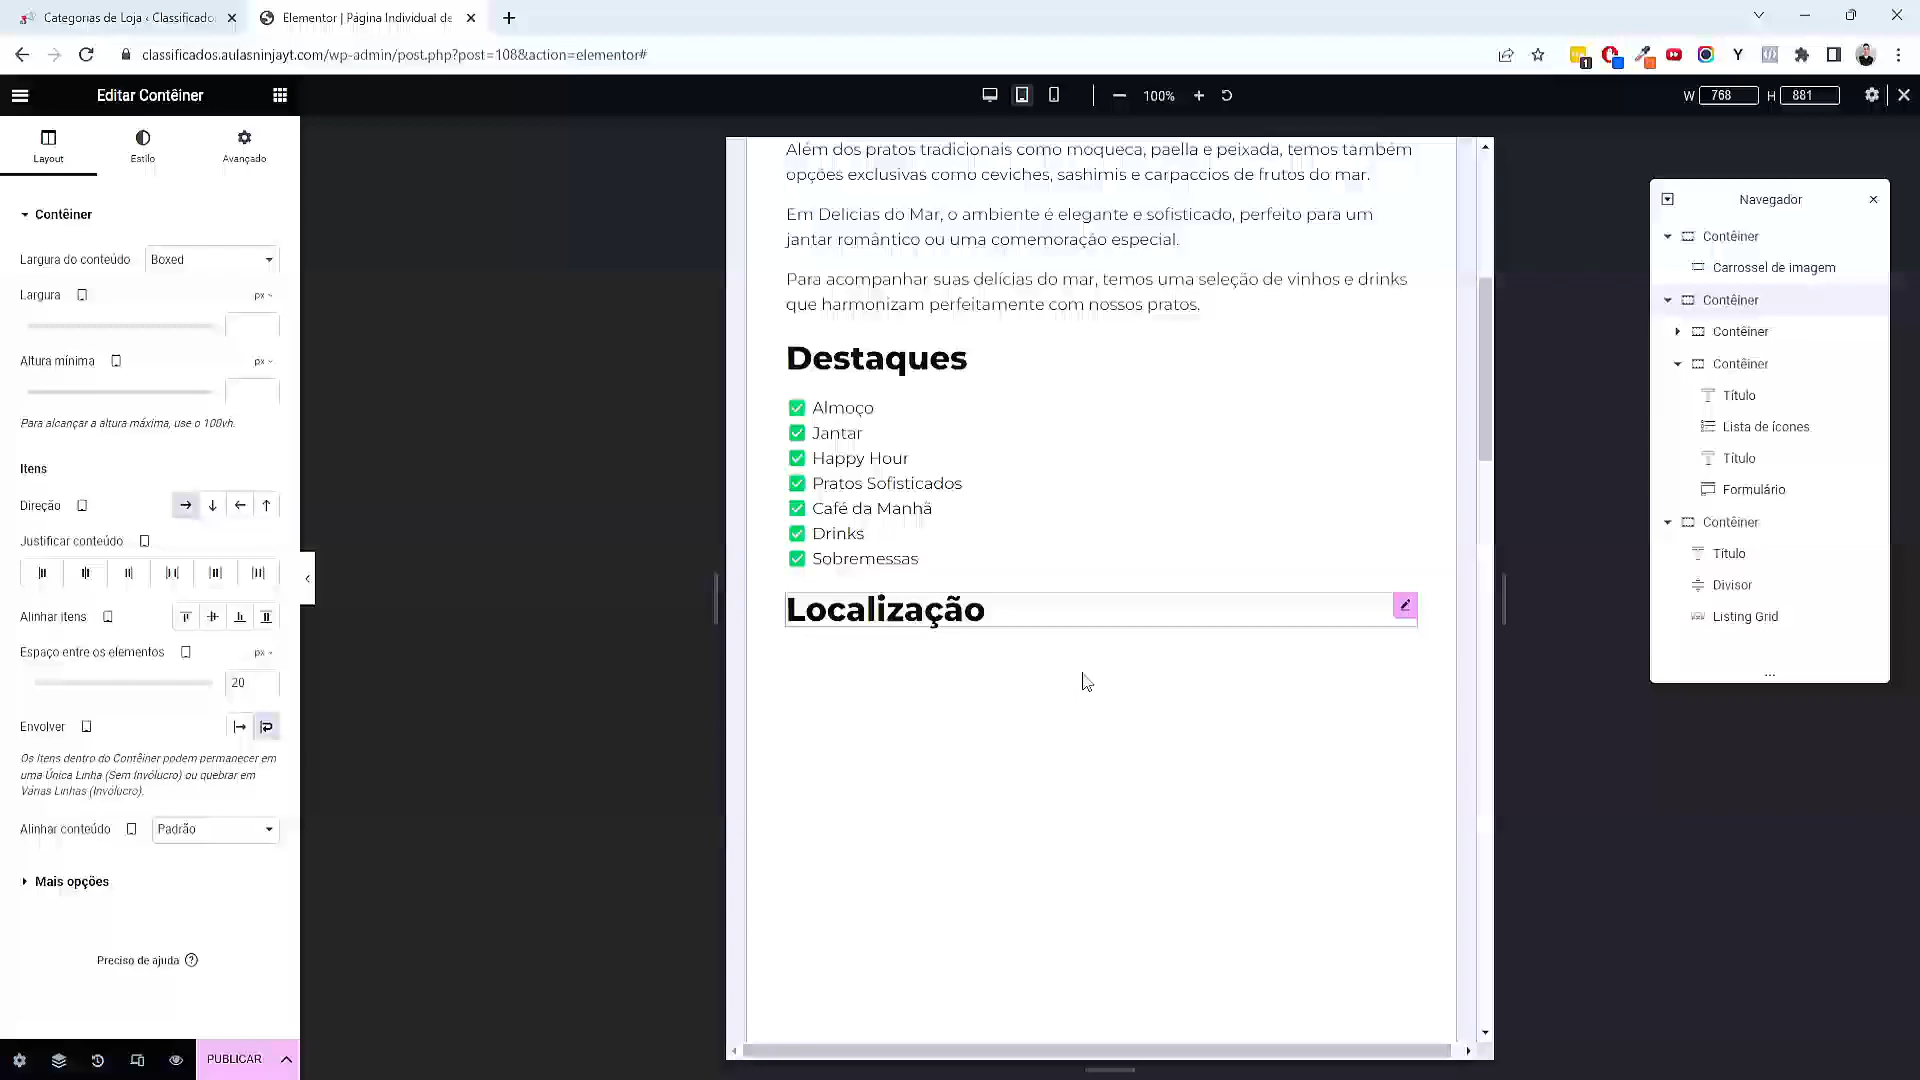 Categorias de Loja ‹ Classificado
Elementor | Página Individual de
classificados.aulasninjayt.com/wp-admin/post.php?post=108&action=elementor#
Editar Contêiner
100%
W 768 H 881
Layout
Estilo
Avançado
Contêiner
Largura do conteúdo
Boxed
Largura
px
Altura mínima
px
Para alcançar a altura máxima, use o 100vh.
Itens
Direção
Justificar conteúdo
Alinhar itens
Espaço entre os elementos
px
20
Envolver
Os Itens dentro do Contêiner podem permanecer em
uma Única Linha (Sem Invólucro) ou quebrar em
Várias Linhas (Invólucro).
Alinhar conteúdo
Padrão
Mais opções
Preciso de ajuda
PUBLICAR
Além dos pratos tradicionais como moqueca, paella e peixada, temos também
opções exclusivas como ceviches, sashimis e carpaccios de frutos do mar.
Em Delicias do Mar, o ambiente é elegante e sofisticado, perfeito para um
jantar romântico ou uma comemoração especial.
Para acompanhar suas delícias do mar, temos uma seleção de vinhos e drinks
que harmonizam perfeitamente com nossos pratos.
Destaques
Almoço
Jantar
Happy Hour
Pratos Sofisticados
Café da Manhã
Drinks
Sobremessas
Localização
Navegador
Contêiner
Carrossel de imagem
Contêiner
Contêiner
Contêiner
Título
Lista de ícones
Título
Formulário
Contêiner
Título
Divisor
Listing Grid